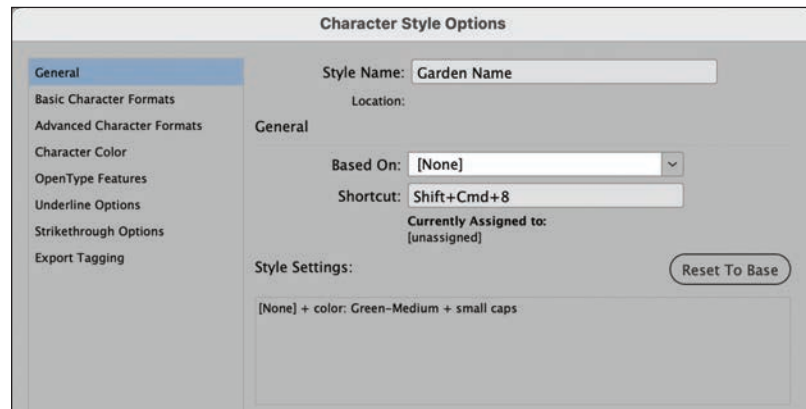 Character Style Options
General
Basic Character Formats
Advanced Character Formats
Character Color
OpenType Features
Underline Options
Strikethrough Options
Export Tagging
Style Name: Garden Name
Location:
General
Based On: [None]
Shortcut: Shift+Cmd+8
Currently Assigned to:
[unassigned]
Style Settings: Reset To Base
[None] + color: Green-Medium + small caps